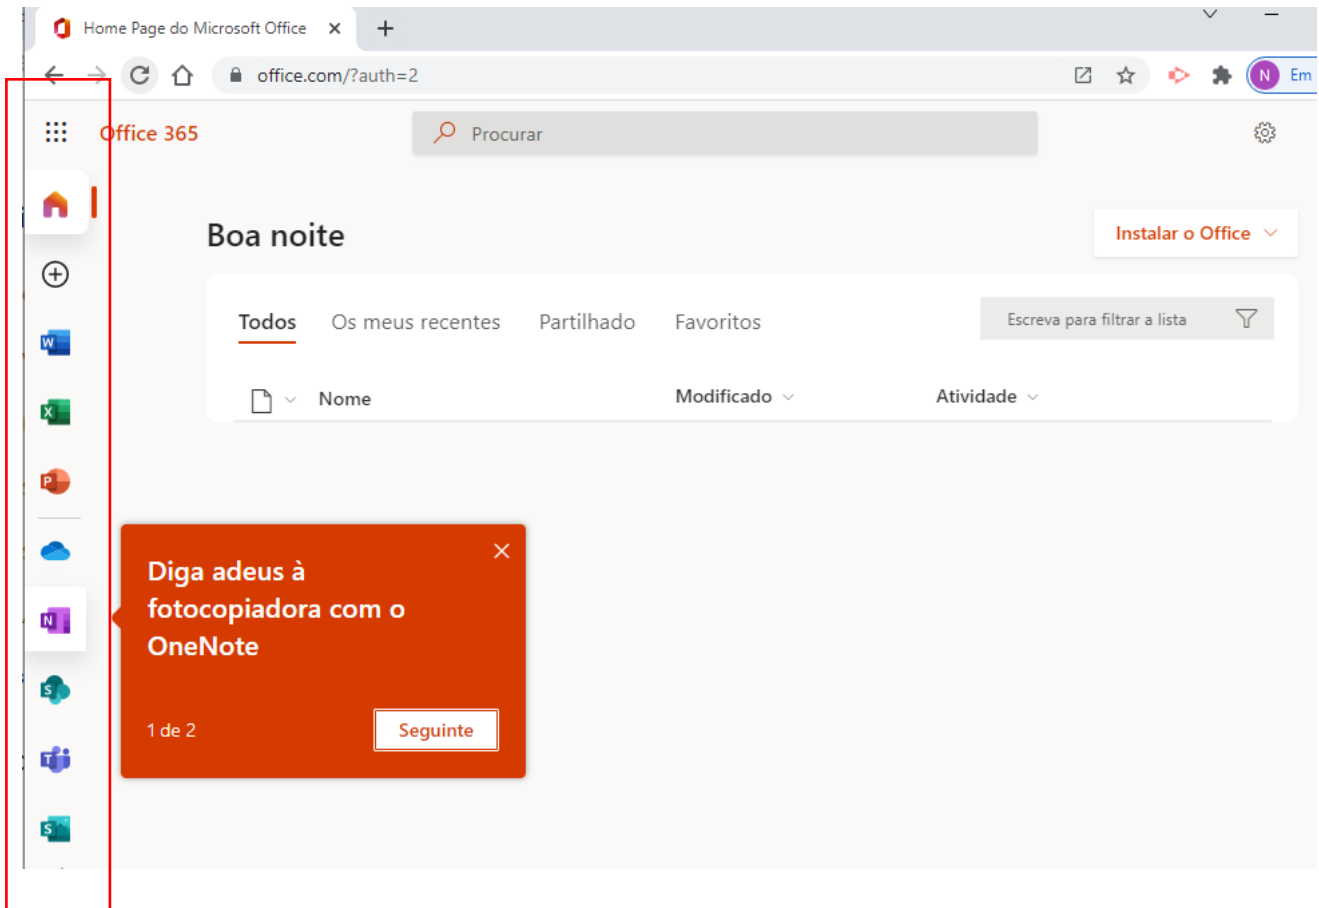 Home Page do Microsoft Office
office.com/?auth=2
N Em
Office 365
Procurar
Boa noite
Instalar o Office
Todos Os meus recentes Partilhado Favoritos
Escreva para filtrar a lista
Nome Modificado Atividade
W
X
P
N
S
T
S
Diga adeus à
fotocopiadora com o
OneNote
1 de 2
Seguinte